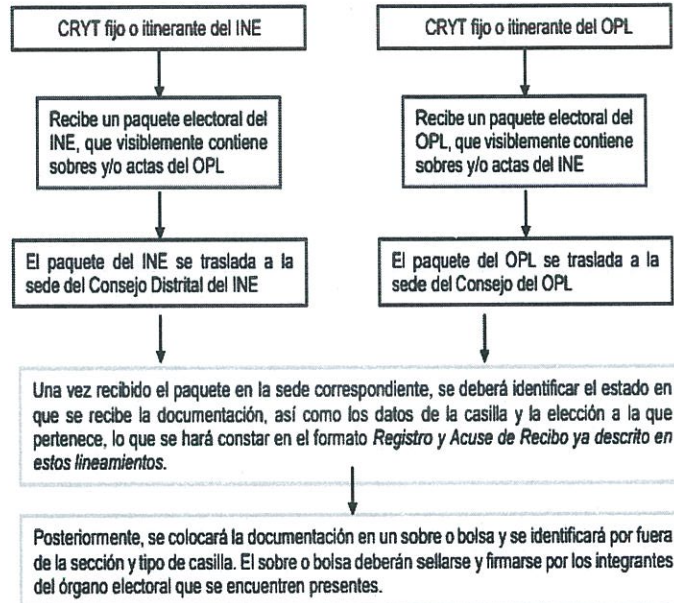 CRYT fijo o itinerante del INE
CRYT fijo o itinerante del OPL
Recibe un paquete electoral del
INE, que visiblemente contiene
sobres y/o actas del OPL
Recibe un paquete electoral del
OPL, que visiblemente contiene
sobres y/o actas del INE
El paquete del INE se traslada a la
sede del Consejo Distrital del INE
El paquete del OPL se traslada a la
sede del Consejo del OPL
Una vez recibido el paquete en la sede correspondiente, se deberá identificar el estado en
que se recibe la documentación, así como los datos de la casilla y la elección a la que
pertenece, lo que se hará constar en el formato Registro y Acuse de Recibo ya descrito en
estos lineamientos.
Posteriormente, se colocará la documentación en un sobre o bolsa y se identificará por fuera
de la sección y tipo de casilla. El sobre o bolsa deberán sellarse y firmarse por los integrantes
del órgano electoral que se encuentren presentes.